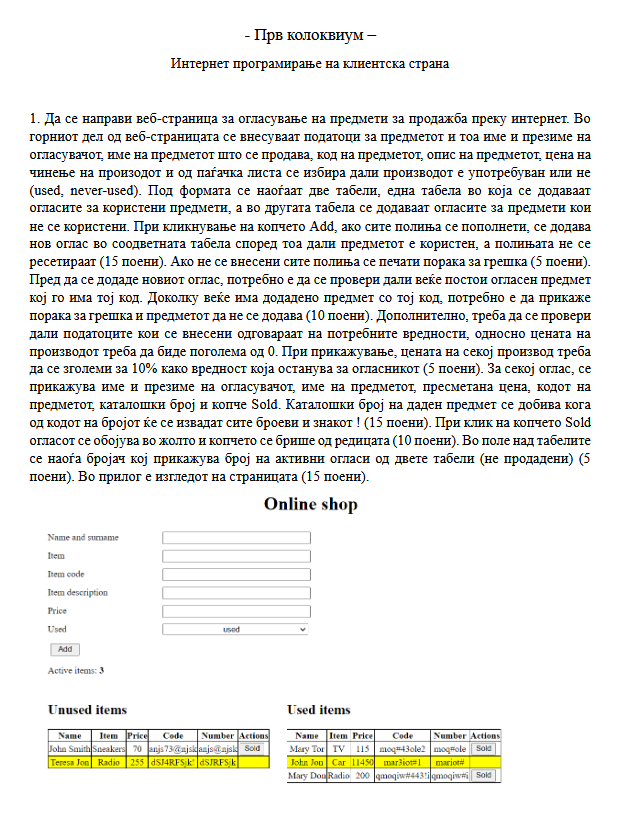 - Прв колоквиум –
Интернет програмирање на клиентска страна
1. Да се направи веб-страница за огласување на предмети за продажба преку интернет. Во
горниот дел од веб-страницата се внесуваат податоци за предметот и тоа име и презиме на
огласувачот, име на предметот што се продава, код на предметот, опис на предметот, цена на
чинење на произодот и од паѓачка листа се избира дали производот е употребуван или не
(used, never-used). Под формата се наоѓаат две табели, една табела во која се додаваат
огласите за користени предмети, а во другата табела се додаваат огласите за предмети кои
не се користени. При кликнување на копчето Add, ако сите полиња се пополнети, се додава
нов оглас во соодветната табела според тоа дали предметот е користен, а полињата не се
ресетираат (15 поени). Ако не се внесени сите полиња се печати порака за грешка (5 поени).
Пред да се додаде новиот оглас, потребно е да се провери дали веќе постои огласен предмет
кој го има тој код. Доколку веќе има додадено предмет со тој код, потребно е да прикаже
порака за грешка и предметот да не се додава (10 поени). Дополнително, треба да се провери
дали податоците кои се внесени одговараат на потребните вредности, односно цената на
производот треба да биде поголема од 0. При прикажување, цената на секој производ треба
да се зголеми за 10% како вредност која останува за огласникот (5 поени). За секој оглас, се
прикажува име и презиме на огласувачот, име на предметот, пресметана цена, кодот на
предметот, каталошки број и копче Sold. Каталошки број на даден предмет се добива кога
од кодот на бројот ќе се извадат сите броеви и знакот ! (15 поени). При клик на копчето Sold
огласот се обојува во жолто и копчето се брише од редицата (10 поени). Во поле над табелите
се наоѓа бројач кој прикажува број на активни огласи од двете табели (не продадени) (5
поени). Во прилог е изгледот на страницата (15 поени).
Online shop
Name and surname
Item
Item code
Item description
Price
Used used
Add
Active items: 3
Unused items
Name Item Price Code Number Actions
John Smith Sneakers 70 anjs73@njsk anjs@njsk Sold
Teresa Jon Radio 255 dSJ4RFSjk! dSJRFSjk
Used items
Name Item Price Code Number Actions
Mary Tor TV 115 moq#43ole2 moq#ole Sold
John Jon Car 11450 mar3iot#1 mariot#
Mary Dou Radio 200 qmoqiw#443!i qmoqiw#i Sold